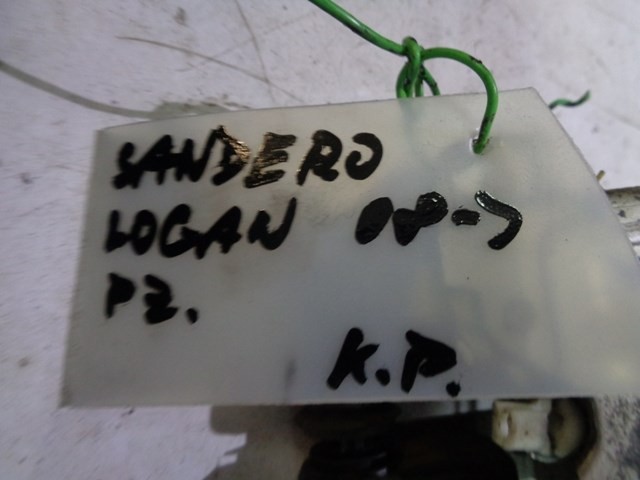 SANDERO
LOGAN 08->
PZ.
K.P.